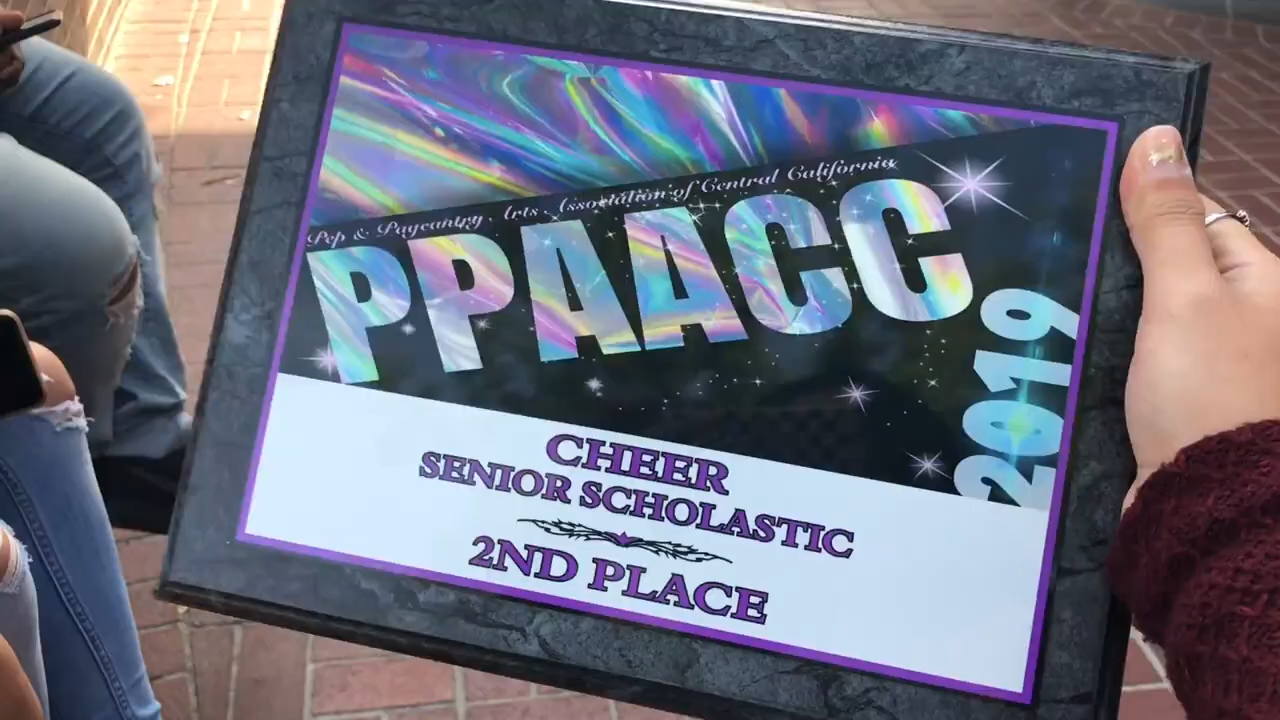 Pep & Pageantry Arts Association of Central California
PPAACC
2019
CHEER
SENIOR SCHOLASTIC
2ND PLACE